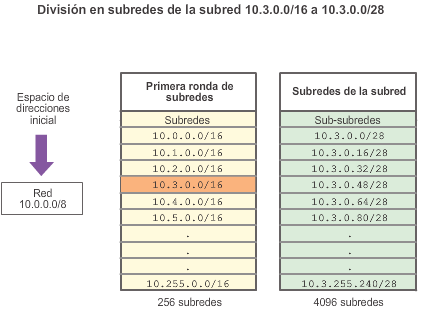 División en subredes de la subred 10.3.0.0/16 a 10.3.0.0/28
Espacio de
direcciones
inicial
Red
10.0.0.0/8
Primera ronda de
subredes
Subredes
10.0.0.0/16
10.1.0.0/16
10.2.0.0/16
10.3.0.0/16
10.4.0.0/16
10.5.0.0/16
.
.
.
10.255.0.0/16
256 subredes
Subredes de la subred
Sub-subredes
10.3.0.0/28
10.3.0.16/28
10.3.0.32/28
10.3.0.48/28
10.3.0.64/28
10.3.0.80/28
.
.
.
10.3.255.240/28
4096 subredes